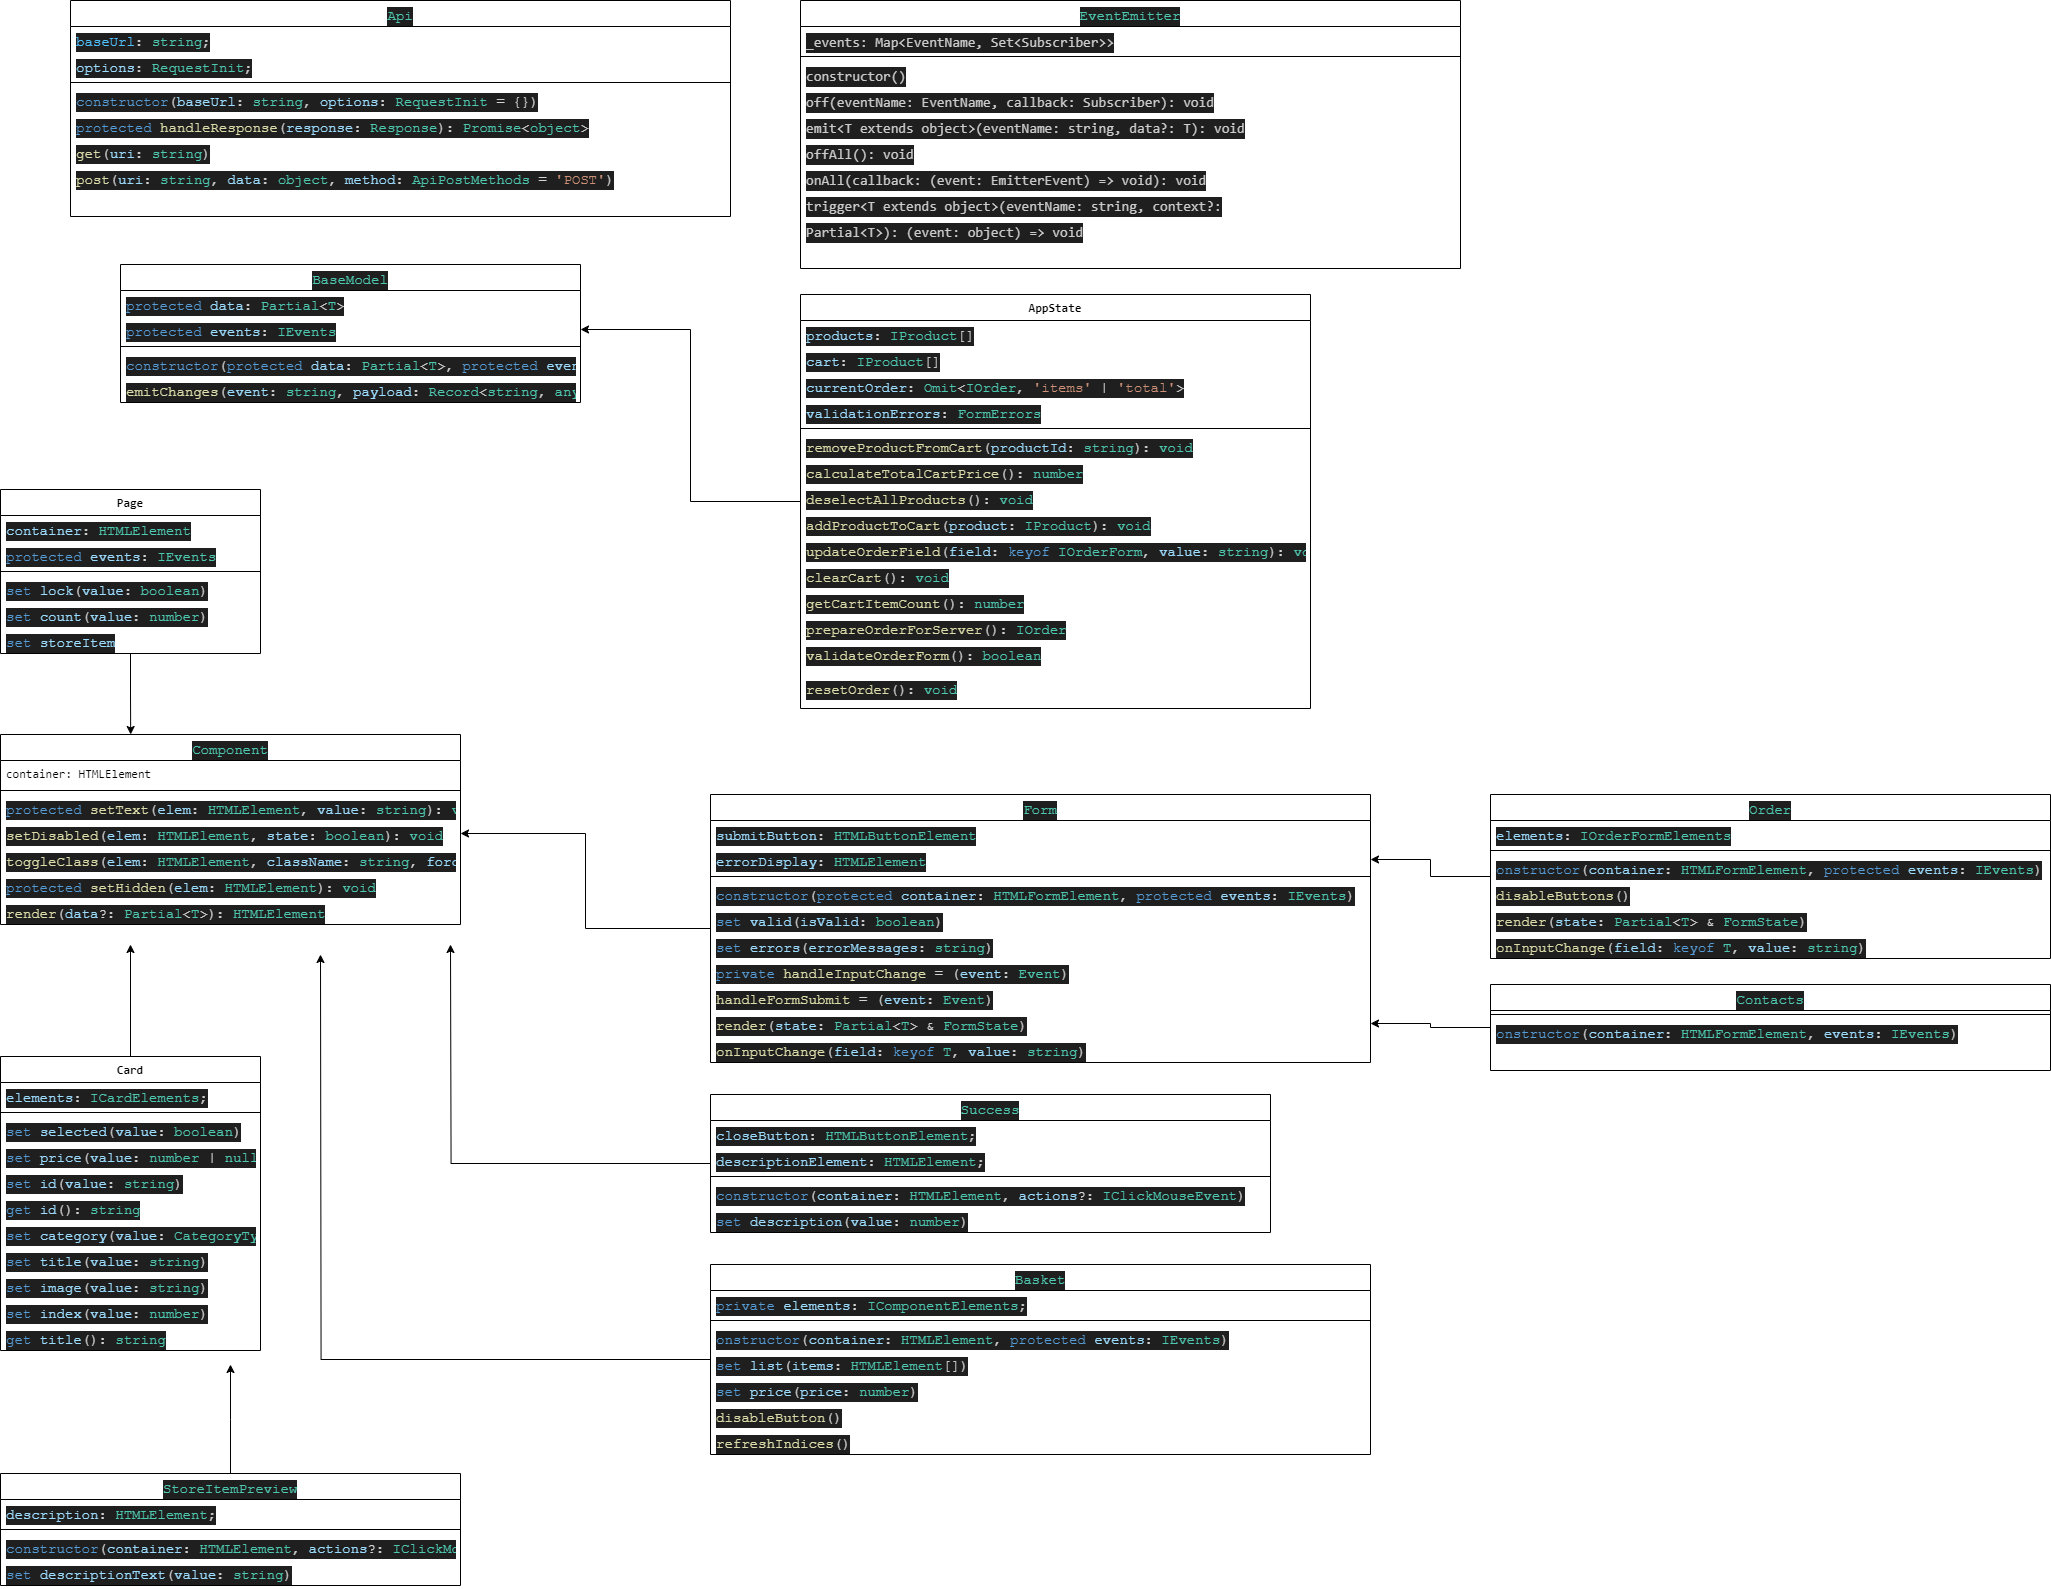 Api
baseUrl: string;
options: RequestInit;
constructor(baseUrl: string, options: RequestInit = {})
protected handleResponse(response: Response): Promise<object>
get(uri: string)
post(uri: string, data: object, method: ApiPostMethods = 'POST')
EventEmitter
_events: Map<EventName, Set<Subscriber>>
constructor()
off(eventName: EventName, callback: Subscriber): void
emit<T extends object>(eventName: string, data?: T): void
offAll(): void
onAll(callback: (event: EmitterEvent) => void): void
trigger<T extends object>(eventName: string, context?:
Partial<T>): (event: object) => void
BaseModel
protected data: Partial<T>
protected events: IEvents
constructor(protected data: Partial<T>, protected even
emitChanges(event: string, payload: Record<string, any
AppState
products: IProduct[]
cart: IProduct[]
currentOrder: Omit<IOrder, 'items' | 'total'>
validationErrors: FormErrors
removeProductFromCart(productId: string): void
calculateTotalCartPrice(): number
deselectAllProducts(): void
addProductToCart(product: IProduct): void
updateOrderField(field: keyof IOrderForm, value: string): vo
clearCart(): void
getCartItemCount(): number
prepareOrderForServer(): IOrder
validateOrderForm(): boolean
resetOrder(): void
Page
container: HTMLElement
protected events: IEvents
set lock(value: boolean)
set count(value: number)
set storeItem
Component
container: HTMLElement
protected setText(elem: HTMLElement, value: string): v
setDisabled(elem: HTMLElement, state: boolean): void
toggleClass(elem: HTMLElement, className: string, forc
protected setHidden(elem: HTMLElement): void
render(data?: Partial<T>): HTMLElement
Form
submitButton: HTMLButtonElement
errorDisplay: HTMLElement
constructor(protected container: HTMLFormElement, protected events: IEvents)
set valid(isValid: boolean)
set errors(errorMessages: string)
private handleInputChange = (event: Event)
handleFormSubmit = (event: Event)
render(state: Partial<T> & FormState)
onInputChange(field: keyof T, value: string)
Order
elements: IOrderFormElements
onstructor(container: HTMLFormElement, protected events: IEvents)
disableButtons()
render(state: Partial<T> & FormState)
onInputChange(field: keyof T, value: string)
Contacts
onstructor(container: HTMLFormElement, events: IEvents)
Card
elements: ICardElements;
set selected(value: boolean)
set price(value: number | null
set id(value: string)
get id(): string
set category(value: CategoryTy
set title(value: string)
set image(value: string)
set index(value: number)
get title(): string
Success
closeButton: HTMLButtonElement;
descriptionElement: HTMLElement;
constructor(container: HTMLElement, actions?: IClickMouseEvent)
set description(value: number)
Basket
private elements: IComponentElements;
onstructor(container: HTMLElement, protected events: IEvents)
set list(items: HTMLElement[])
set price(price: number)
disableButton()
refreshIndices()
StoreItemPreview
description: HTMLElement;
constructor(container: HTMLElement, actions?: IClickMo
set descriptionText(value: string)